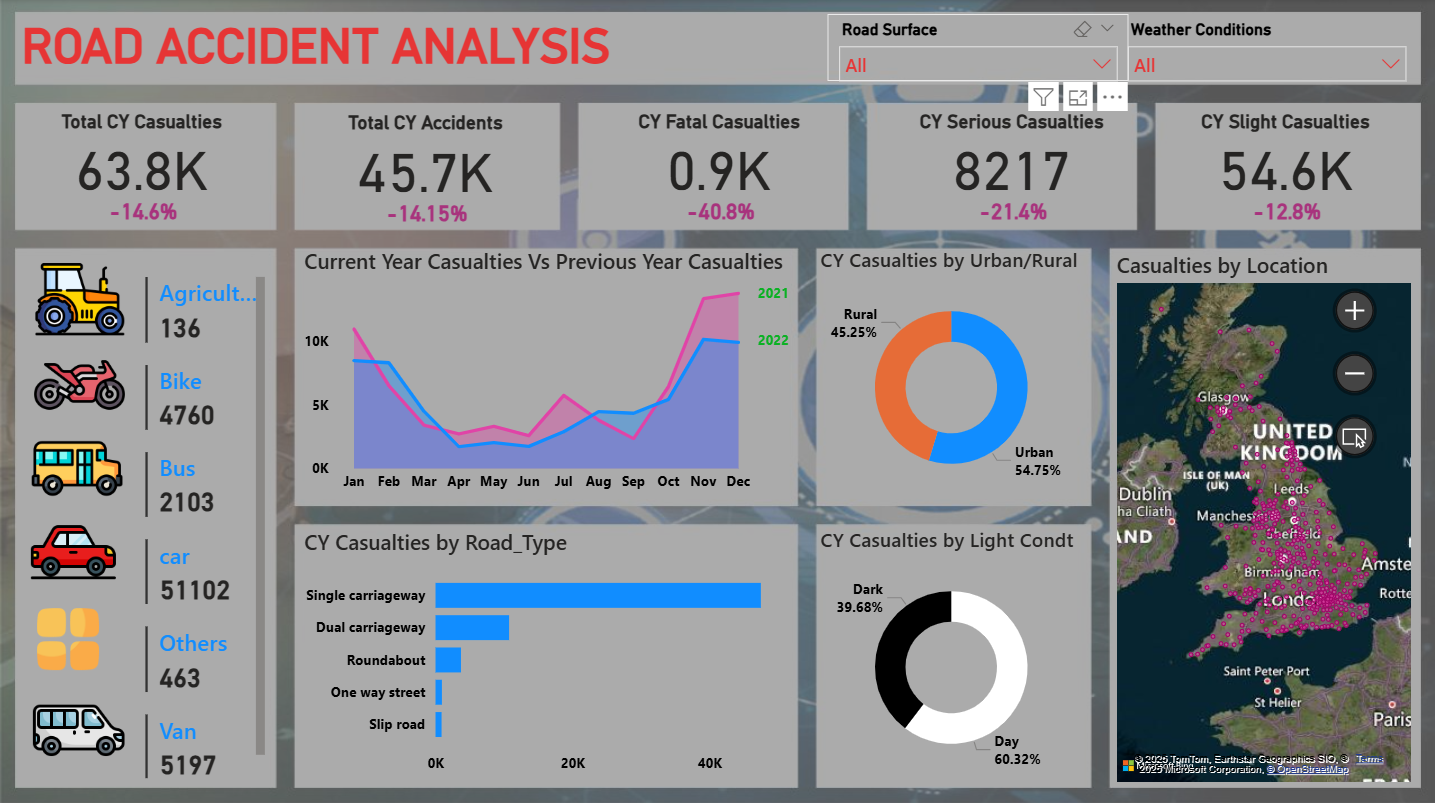 ROAD ACCIDENT ANALYSIS
Road Surface
All
Weather Conditions
All
Total CY Casualties
63.8K
-14.6%
Total CY Accidents
45.7K
-14.15%
CY Fatal Casualties
0.9K
-40.8%
CY Serious Casualties
8217
-21.4%
CY Slight Casualties
54.6K
-12.8%
Agricult...
136
Bike
4760
Bus
2103
car
51102
Others
463
Van
5197
Current Year Casualties Vs Previous Year Casualties
2021
2022
10K
5K
0K
Jan Feb Mar Apr May Jun Jul Aug Sep Oct Nov Dec
CY Casualties by Urban/Rural
Rural
45.25%
Urban
54.75%
CY Casualties by Road_Type
Single carriageway
Dual carriageway
Roundabout
One way street
Slip road
0K 20K 40K
CY Casualties by Light Condt
Dark
39.68%
Day
60.32%
Casualties by Location
Glasgow
UNITED
KINGDOM
ISLE OF MAN
(UK)
N
Leeds
Dublin
ha Cliath
Manches
AND
Sheffield
Birmingham
Amste
Rotte
Londo
Saint Peter Port
St Helier
Paris
© 2025 TomTom, Earthstar Geographics SIO, © Terms
2025 Microsoft Corporation, © OpenStreetMap